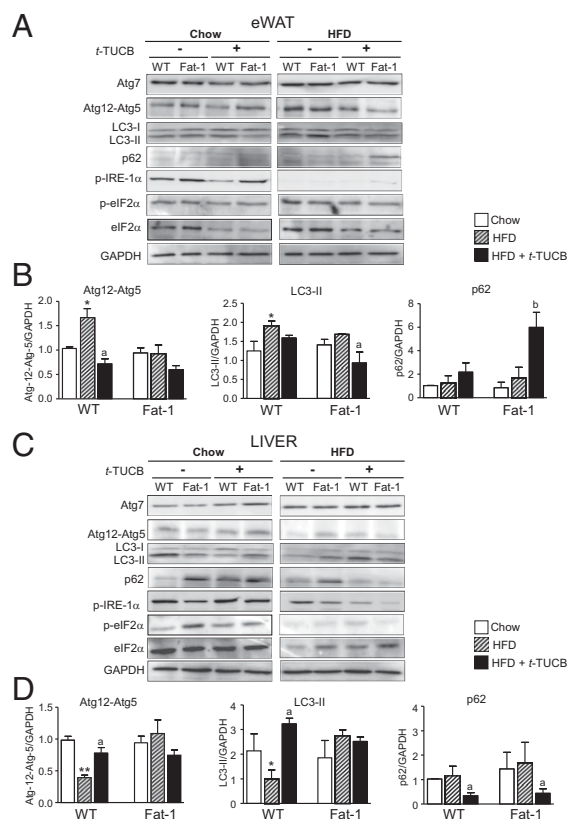 A
eWAT
Chow HFD
t-TUCB - + - +
WT Fat-1 WT Fat-1 WT Fat-1 WT Fat-1
Atg7
Atg12-Atg5
LC3-I
LC3-II
p62
p-IRE-1α
p-eIF2α
eIF2α
GAPDH
Chow
HFD
HFD + t-TUCB
B
Atg12-Atg5 LC3-II p62
Atg-12-Atg-5/GAPDH
2.0
1.5
1.0
0.5
0.0
*
a
WT Fat-1
LC3-II/GAPDH
2.5
2.0
1.5
1.0
0.5
0.0
*
a
WT Fat-1
p62/GAPDH
8
6
4
2
0
b
WT Fat-1
C
LIVER
Chow HFD
t-TUCB - + - +
WT Fat-1 WT Fat-1 WT Fat-1 WT Fat-1
Atg7
Atg12-Atg5
LC3-I
LC3-II
p62
p-IRE-1α
p-eIF2α
eIF2α
GAPDH
Chow
HFD
HFD + t-TUCB
D
Atg12-Atg5 LC3-II p62
Atg-12-Atg-5/GAPDH
1.5
1.0
0.5
0.0
**
a
WT Fat-1
LC3-II/GAPDH
4
3
2
1
0
*
a
WT Fat-1
p62/GAPDH
4
2
0
a
a
WT Fat-1